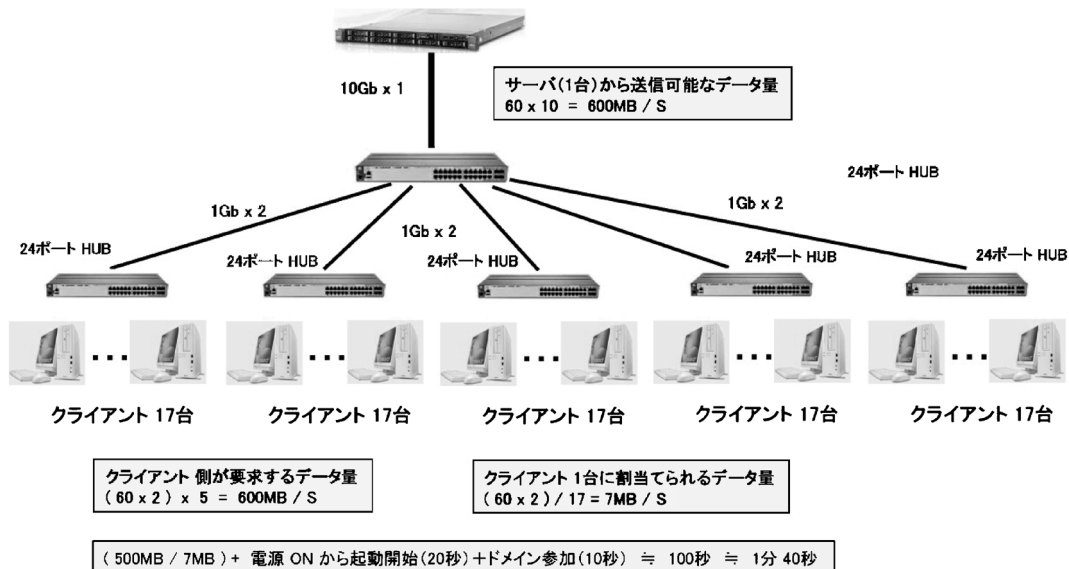 10Gb x 1
サーバ(1台)から送信可能なデータ量
60 x 10 = 600MB / S
24ポート HUB
1Gb x 2
1Gb x 2
1Gb x 2
24ポート HUB
24ポート HUB
24ポート HUB
24ポート HUB
24ポート HUB
クライアント 17台
クライアント 17台
クライアント 17台
クライアント 17台
クライアント 17台
クライアント 側が要求するデータ量
( 60 x 2 ) x 5 = 600MB / S
クライアント 1台に割当てられるデータ量
( 60 x 2 ) / 17 = 7MB / S
( 500MB / 7MB ) + 電源 ON から起動開始(20秒)+ドメイン参加(10秒) ≒ 100秒 ≒ 1分 40秒